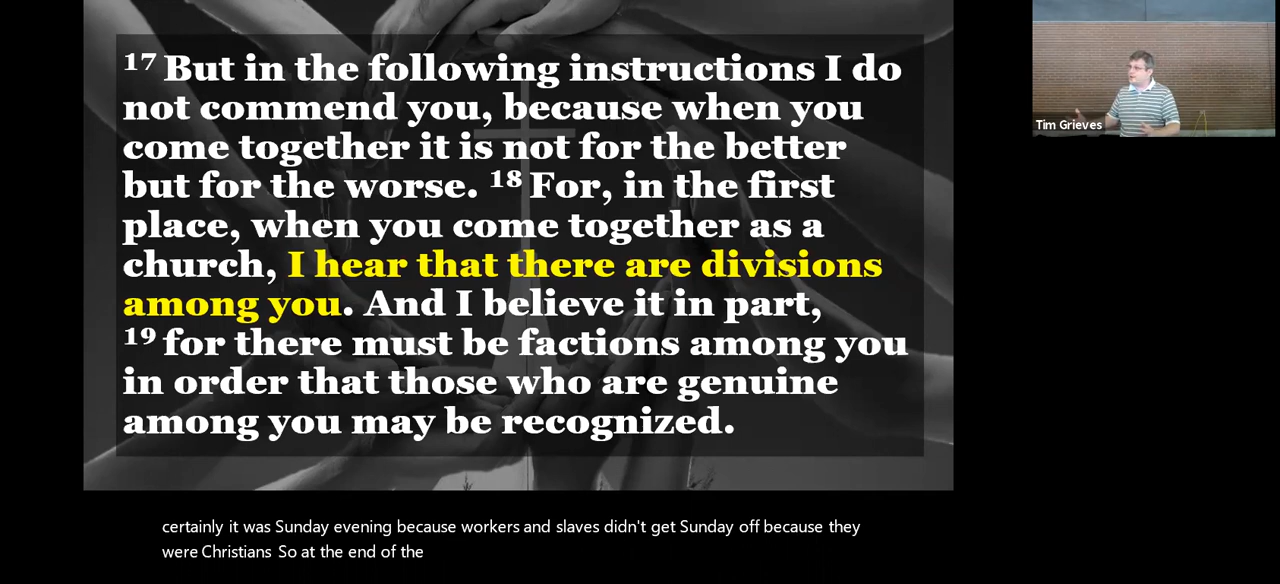 17 But in the following instructions I do
not commend you, because when you
come together it is not for the better
but for the worse. 18 For, in the first
place, when you come together as a
church, I hear that there are divisions
among you. And I believe it in part,
19 for there must be factions among you
in order that those who are genuine
among you may be recognized.
Tim Grieves
certainly it was Sunday evening because workers and slaves didn't get Sunday off because they
were Christians So at the end of the